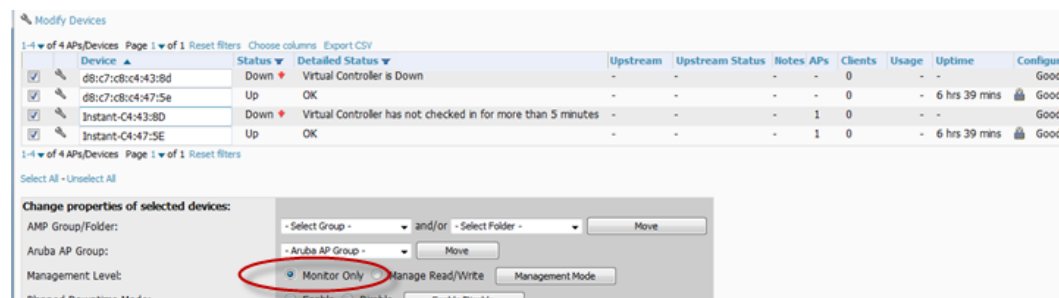 Modify Devices
1-4 of 4 APs/Devices Page 1 of 1 Reset filters Choose columns Export CSV
Device Status Detailed Status Upstream Upstream Status Notes APs Clients Usage Uptime
d8:c7:c8:c4:43:8d Down Virtual Controller is Down - - - - 0 - - Good
d8:c7:c8:c4:47:5e Up OK - - - - 0 - 6 hrs 39 mins Good
Instant-C4:43:8D Down Virtual Controller has not checked in for more than 5 minutes - - - 1 0 - - Good
Instant-C4:47:5E Up OK - - - 1 0 - 6 hrs 39 mins Good
1-4 of 4 APs/Devices Page 1 of 1 Reset filters
Select All - Unselect All
Change properties of selected devices:
AMP Group/Folder: - Select Group - and/or - Select Folder - Move
Aruba AP Group: - Aruba AP Group - Move
Management Level: Monitor Only Manage Read/Write Management Mode